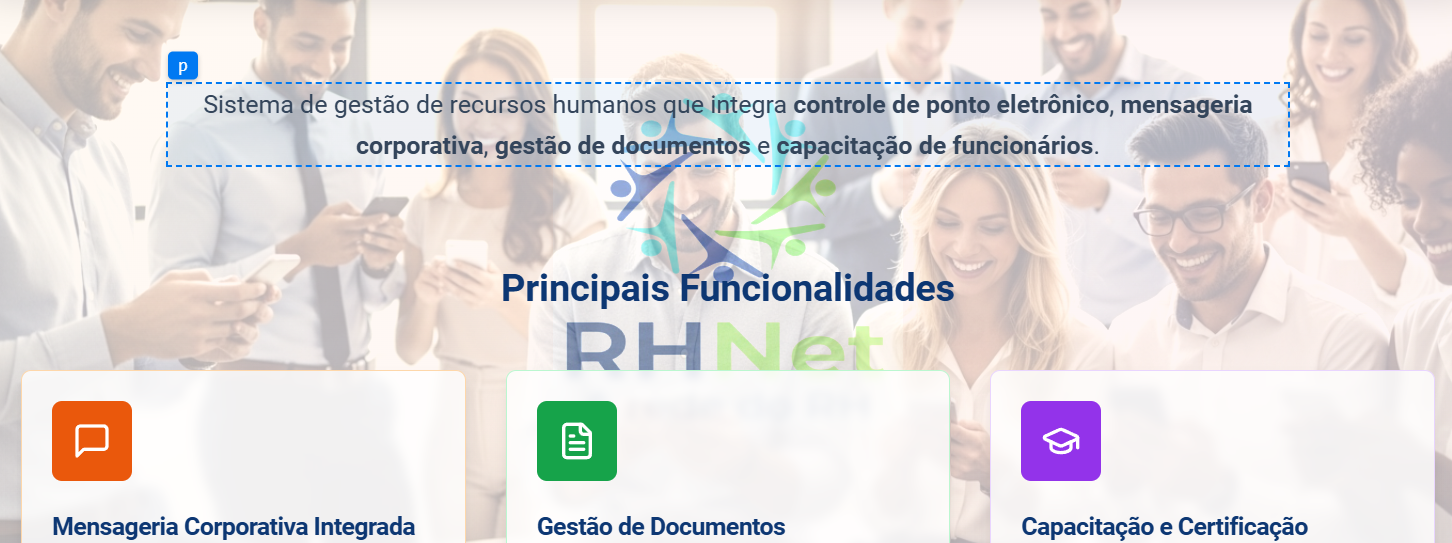 p
Sistema de gestão de recursos humanos que integra controle de ponto eletrônico, mensageria
corporativa, gestão de documentos e capacitação de funcionários.
Principais Funcionalidades
RHNet
Mensageria Corporativa Integrada
Gestão de Documentos
Capacitação e Certificação